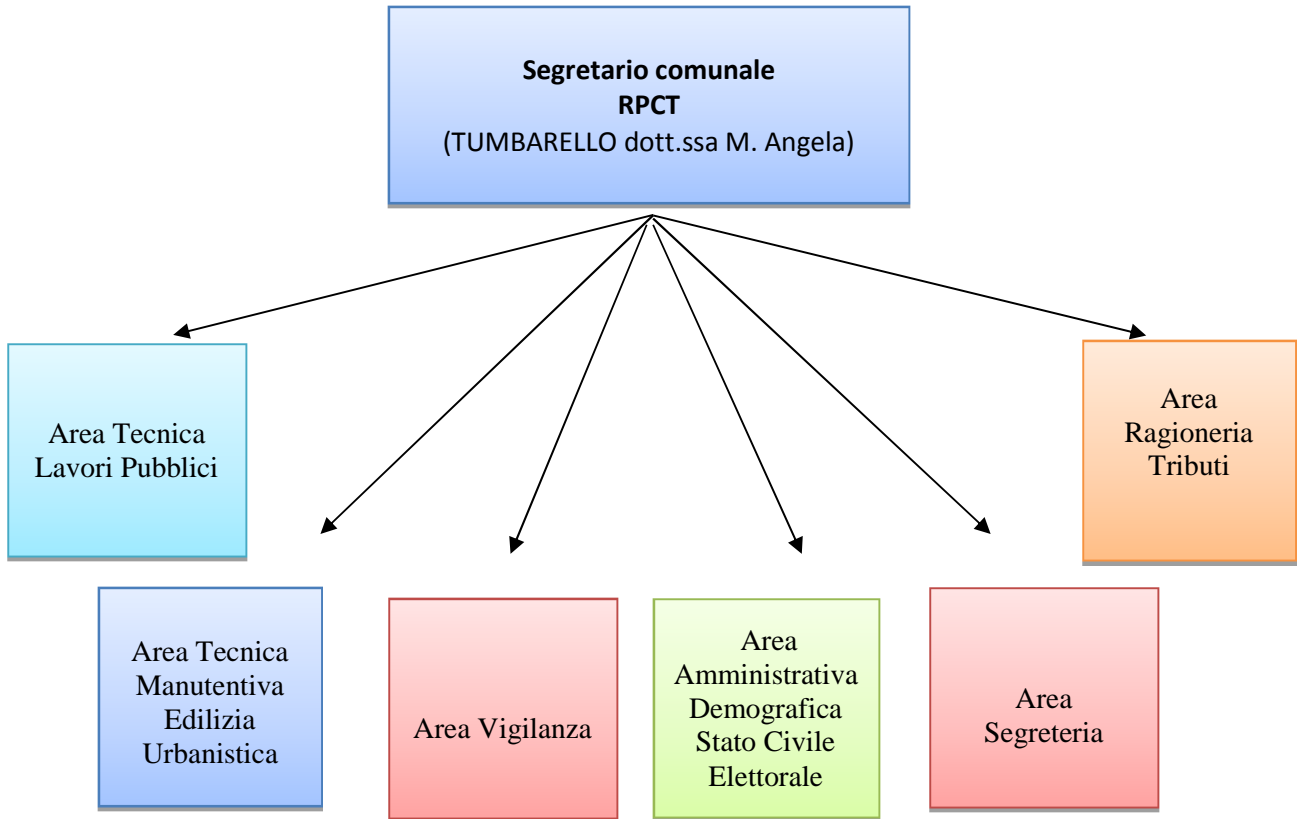 Segretario comunale
RPCT
(TUMBARELLO dott.ssa M. Angela)
Area Tecnica
Lavori Pubblici
Area
Ragioneria
Tributi
Area Tecnica
Manutentiva
Edilizia
Urbanistica
Area Vigilanza
Area
Amministrativa
Demografica
Stato Civile
Elettorale
Area
Segreteria